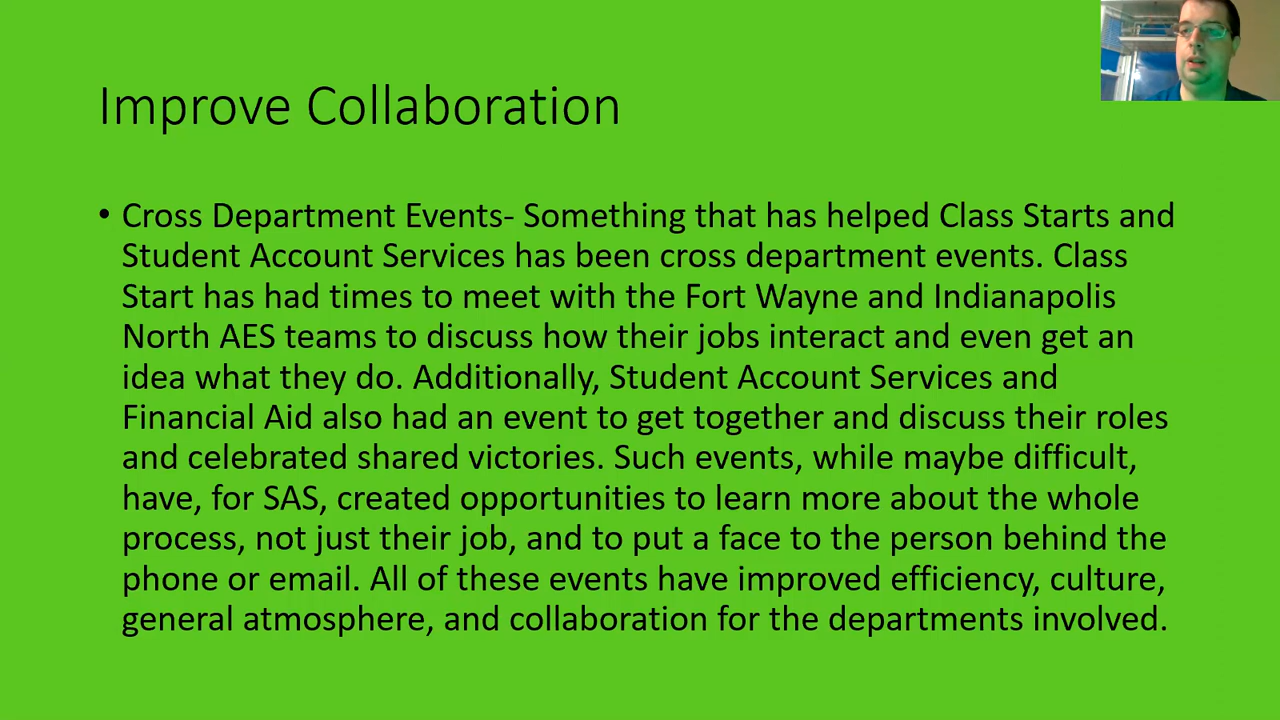 Improve Collaboration
• Cross Department Events- Something that has helped Class Starts and
Student Account Services has been cross department events. Class
Start has had times to meet with the Fort Wayne and Indianapolis
North AES teams to discuss how their jobs interact and even get an
idea what they do. Additionally, Student Account Services and
Financial Aid also had an event to get together and discuss their roles
and celebrated shared victories. Such events, while maybe difficult,
have, for SAS, created opportunities to learn more about the whole
process, not just their job, and to put a face to the person behind the
phone or email. All of these events have improved efficiency, culture,
general atmosphere, and collaboration for the departments involved.